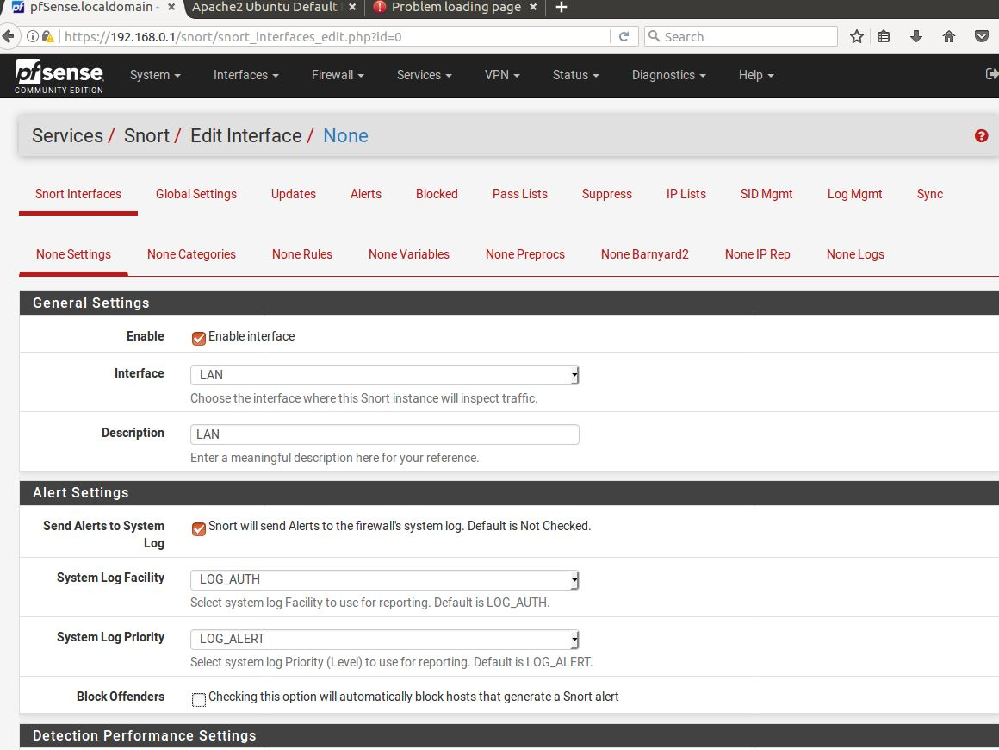 pfSense.localdomain -
Apache2 Ubuntu Default
Problem loading page
https://192.168.0.1/snort/snort_interfaces_edit.php?id=0
Search
pfsense
COMMUNITY EDITION
System
Interfaces
Firewall
Services
VPN
Status
Diagnostics
Help
Services / Snort / Edit Interface / None
Snort Interfaces
Global Settings
Updates
Alerts
Blocked
Pass Lists
Suppress
IP Lists
SID Mgmt
Log Mgmt
Sync
None Settings
None Categories
None Rules
None Variables
None Preprocs
None Barnyard2
None IP Rep
None Logs
General Settings
Enable
Enable interface
Interface
LAN
Choose the interface where this Snort instance will inspect traffic.
Description
LAN
Enter a meaningful description here for your reference.
Alert Settings
Send Alerts to System
Log
Snort will send Alerts to the firewall's system log. Default is Not Checked.
System Log Facility
LOG_AUTH
Select system log Facility to use for reporting. Default is LOG_AUTH.
System Log Priority
LOG_ALERT
Select system log Priority (Level) to use for reporting. Default is LOG_ALERT.
Block Offenders
Checking this option will automatically block hosts that generate a Snort alert
Detection Performance Settings